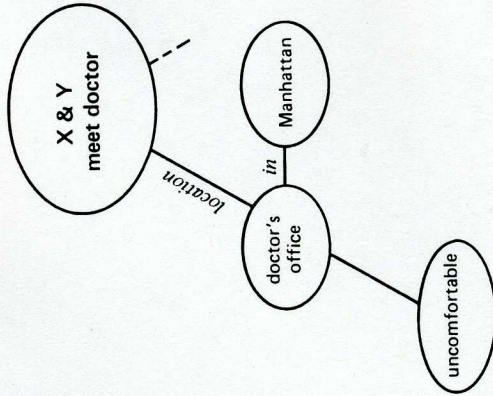 X & Y
meet doctor
location
doctor's
office
in
Manhattan
uncomfortable